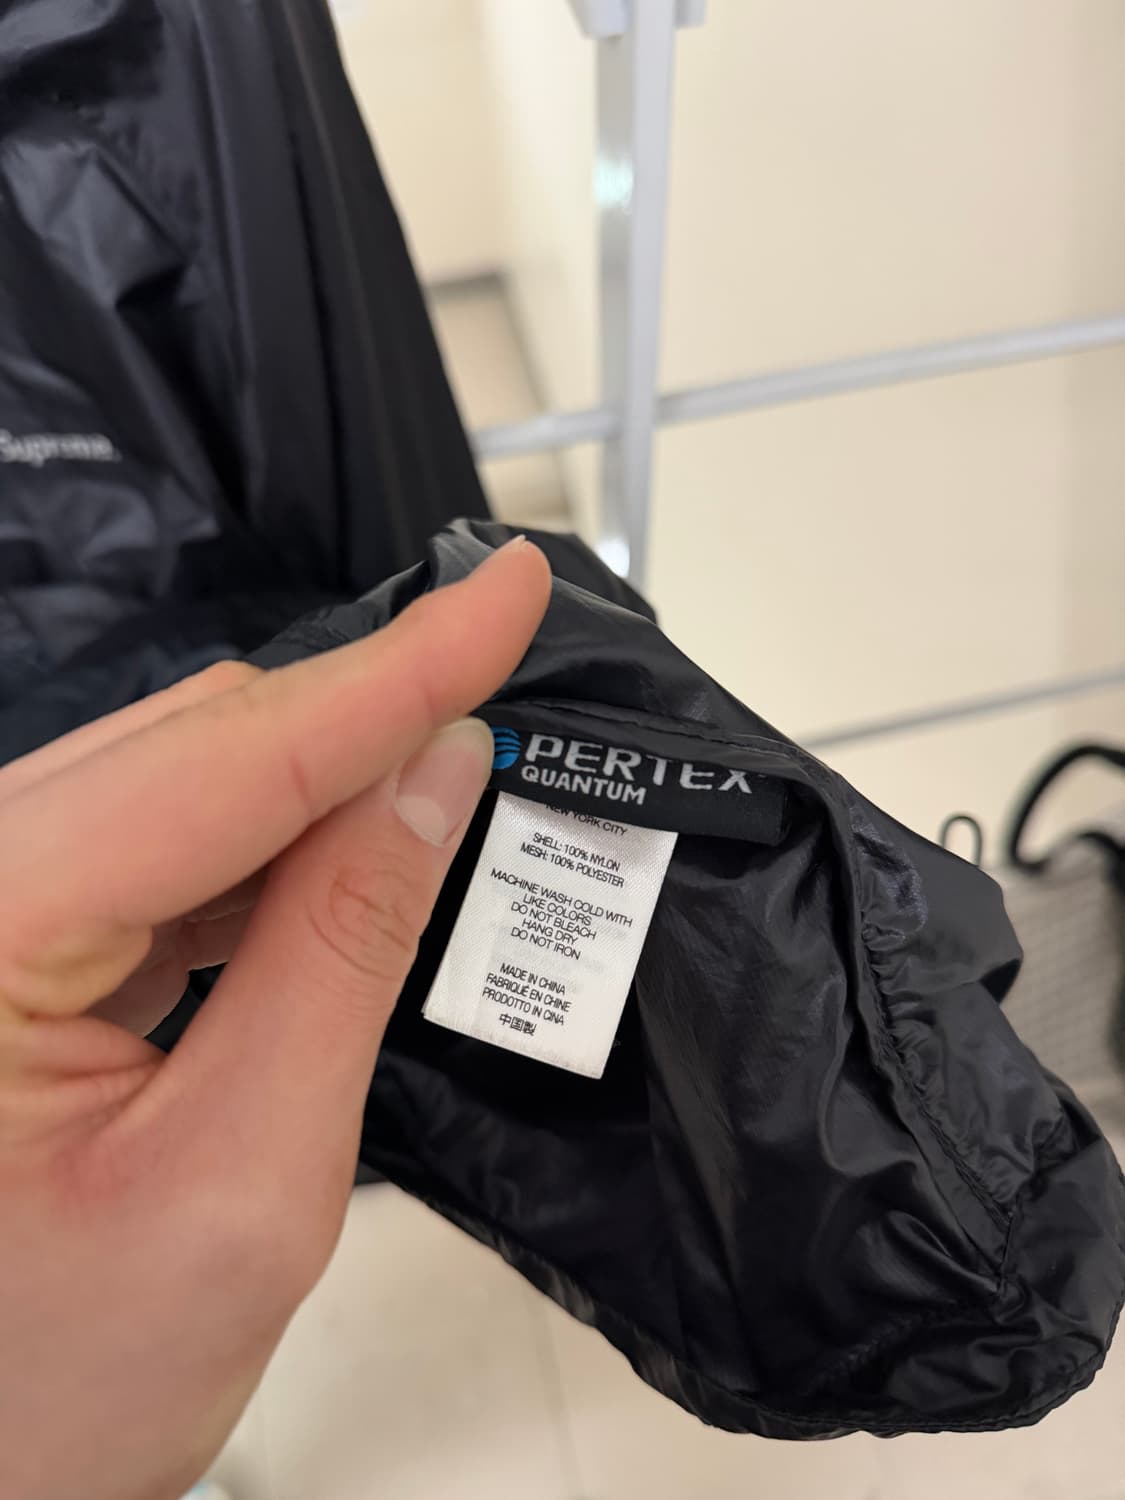 Supreme
PERTEX
QUANTUM
NEW YORK CITY
SHELL: 100% NYLON
MESH: 100% POLYESTER
MACHINE WASH COLD WITH
LIKE COLORS
DO NOT BLEACH
HANG DRY
DO NOT IRON
MADE IN CHINA
FABRIQUÉ EN CHINE
PRODOTTO IN CINA
中国製